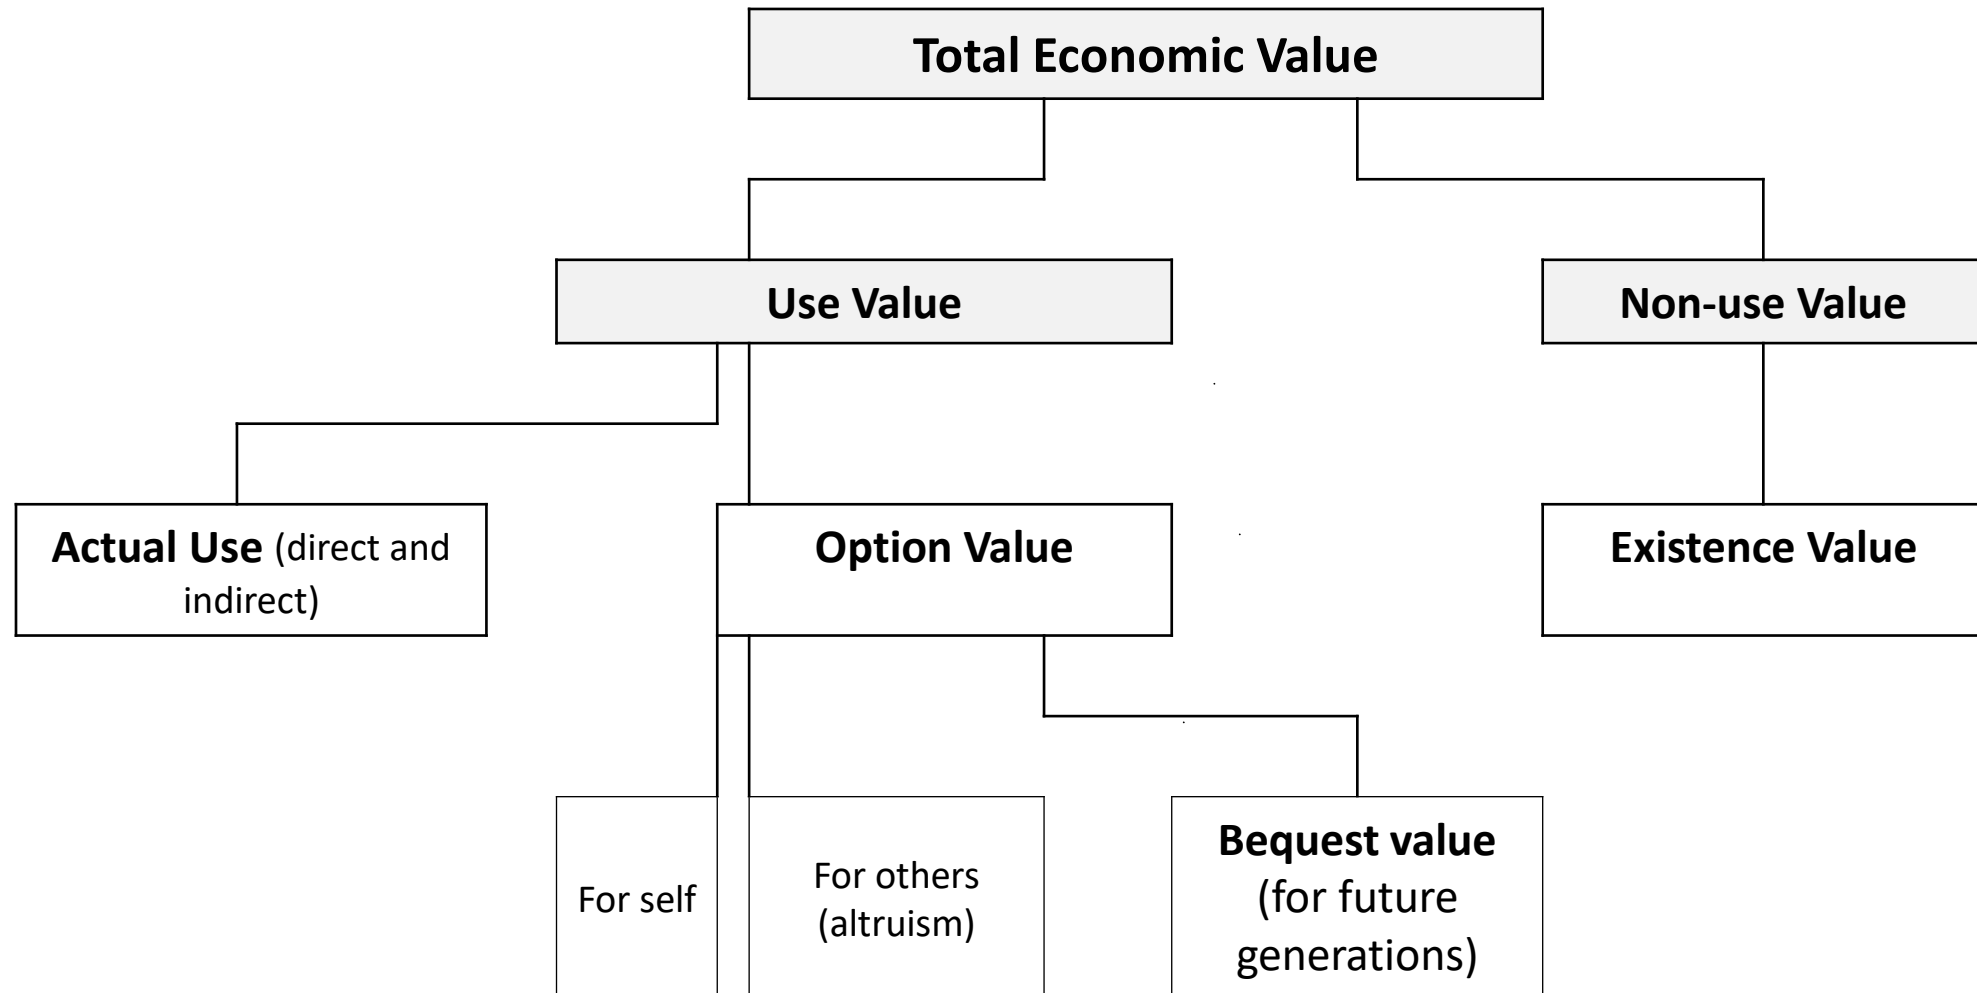 Total Economic Value
Use Value
Non-use Value
Actual Use (direct and
indirect)
Option Value
Existence Value
For self
For others
(altruism)
Bequest value
(for future
generations)